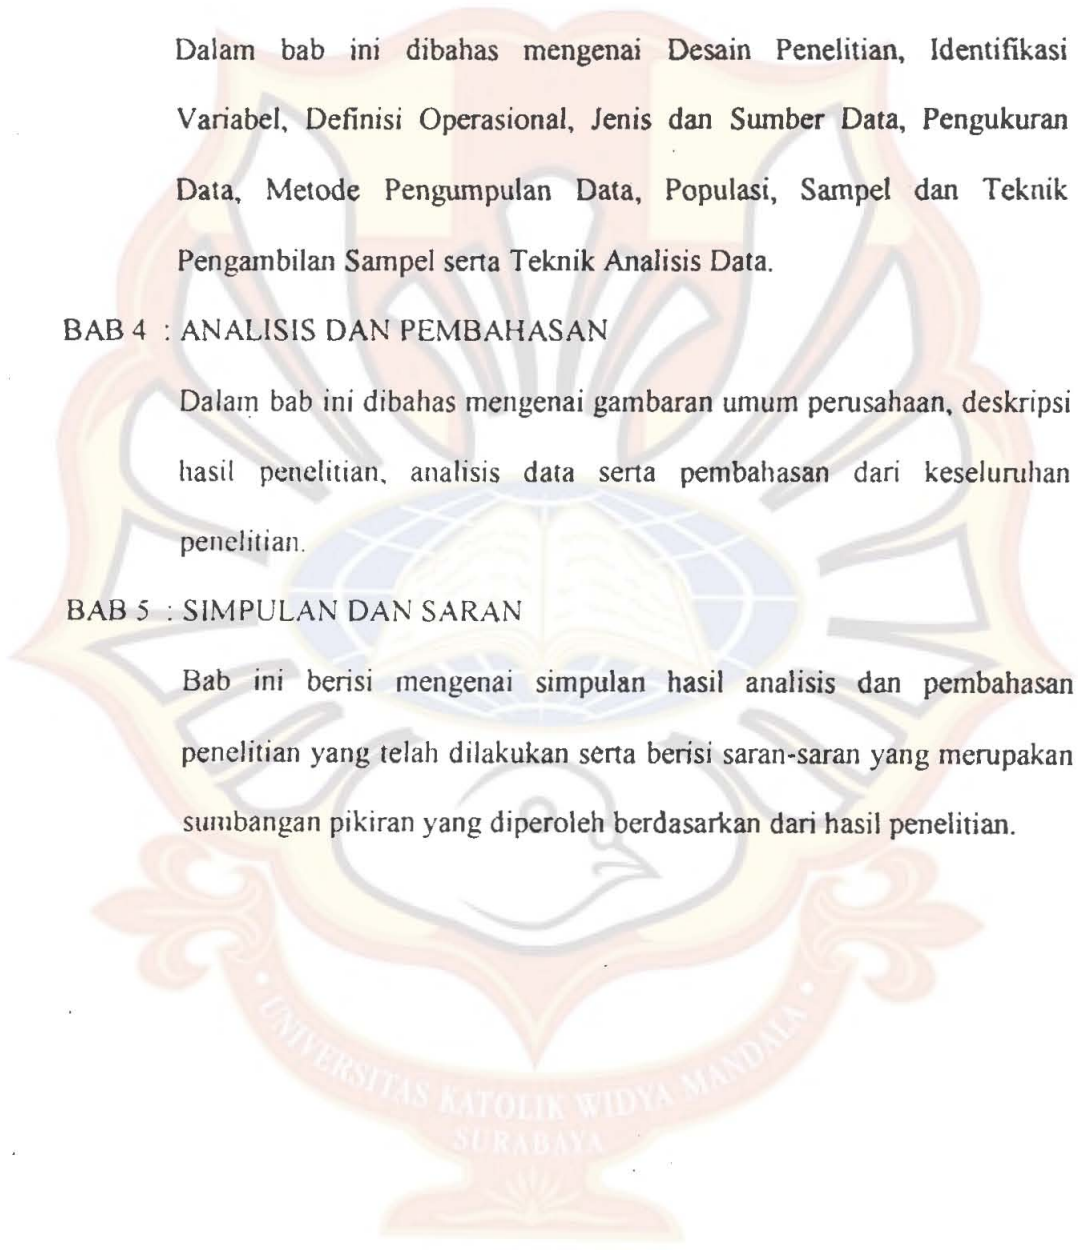 Dalam bab ini dibahas mengenai Desain Penelitian, Identifikasi
Variabel, Definisi Operasional, Jenis dan Sumber Data, Pengukuran
Data, Metode Pengumpulan Data, Populasi, Sampel dan Teknik
Pengambilan Sampel serta Teknik Analisis Data.
BAB 4 : ANALISIS DAN PEMBAHASAN
Dalam bab ini dibahas mengenai gambaran umum perusahaan, deskripsi
hasil penelitian, analisis data serta pembahasan dari keseluruhan
penelitian.
BAB 5 : SIMPULAN DAN SARAN
Bab ini berisi mengenai simpulan hasil analisis dan pembahasan
penelitian yang telah dilakukan serta berisi saran-saran yang merupakan
sumbangan pikiran yang diperoleh berdasarkan dari hasil penelitian.
UNIVERSITAS KATOLIK WIDYA MANDALA
SURABAYA